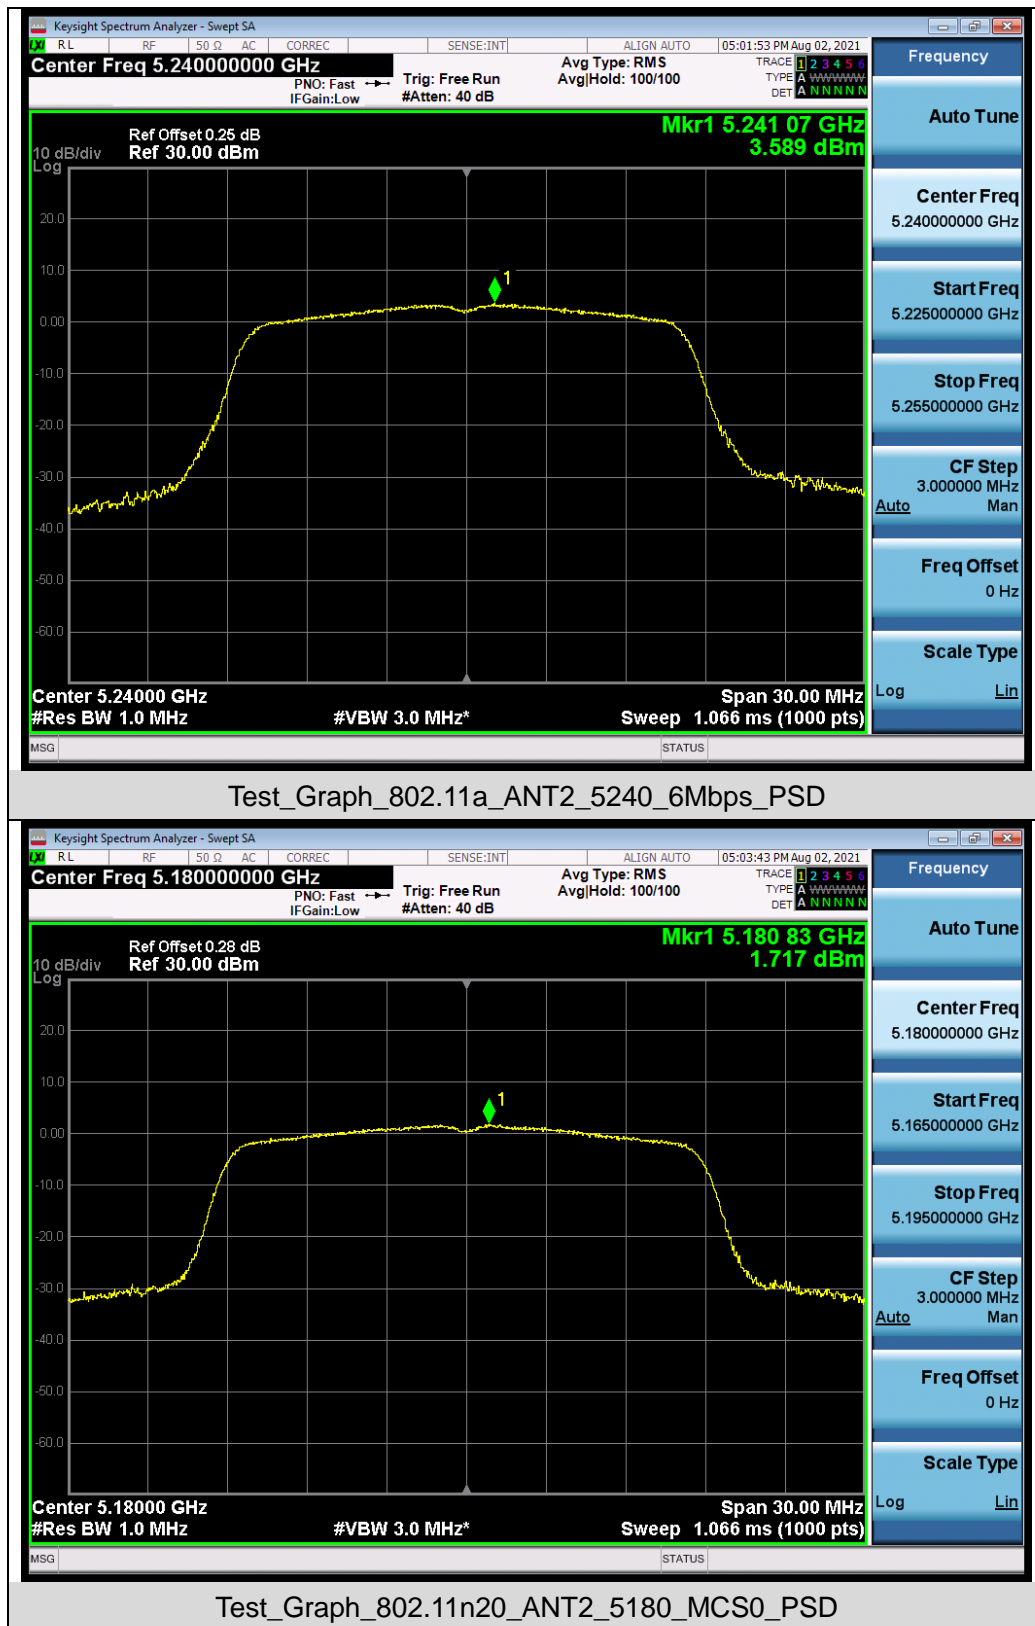 Keysight Spectrum Analyzer - Swept SA
LXI RL RF 50 Ω AC CORREC SENSE:INT ALIGN AUTO 05:01:53 PM Aug 02, 2021
Center Freq 5.240000000 GHz
PNO: Fast
IFGain:Low
Trig: Free Run
#Atten: 40 dB
Avg Type: RMS
Avg|Hold: 100/100
TRACE 1 2 3 4 5 6
TYPE A WWWWW
DET A N N N N N
Ref Offset 0.25 dB
10 dB/div Ref 30.00 dBm
Log
Mkr1 5.241 07 GHz
3.589 dBm
1
20.0
10.0
0.00
-10.0
-20.0
-30.0
-40.0
-50.0
-60.0
Center 5.24000 GHz Span 30.00 MHz
#Res BW 1.0 MHz #VBW 3.0 MHz* Sweep 1.066 ms (1000 pts)
MSG STATUS
Frequency
Auto Tune
Center Freq
5.240000000 GHz
Start Freq
5.225000000 GHz
Stop Freq
5.255000000 GHz
CF Step
3.000000 MHz
Auto Man
Freq Offset
0 Hz
Scale Type
Log Lin
Test_Graph_802.11a_ANT2_5240_6Mbps_PSD
Keysight Spectrum Analyzer - Swept SA
LXI RL RF 50 Ω AC CORREC SENSE:INT ALIGN AUTO 05:03:43 PM Aug 02, 2021
Center Freq 5.180000000 GHz
PNO: Fast
IFGain:Low
Trig: Free Run
#Atten: 40 dB
Avg Type: RMS
Avg|Hold: 100/100
TRACE 1 2 3 4 5 6
TYPE A WWWWW
DET A N N N N N
Ref Offset 0.28 dB
10 dB/div Ref 30.00 dBm
Log
Mkr1 5.180 83 GHz
1.717 dBm
1
20.0
10.0
0.00
-10.0
-20.0
-30.0
-40.0
-50.0
-60.0
Center 5.18000 GHz Span 30.00 MHz
#Res BW 1.0 MHz #VBW 3.0 MHz* Sweep 1.066 ms (1000 pts)
MSG STATUS
Frequency
Auto Tune
Center Freq
5.180000000 GHz
Start Freq
5.165000000 GHz
Stop Freq
5.195000000 GHz
CF Step
3.000000 MHz
Auto Man
Freq Offset
0 Hz
Scale Type
Log Lin
Test_Graph_802.11n20_ANT2_5180_MCS0_PSD